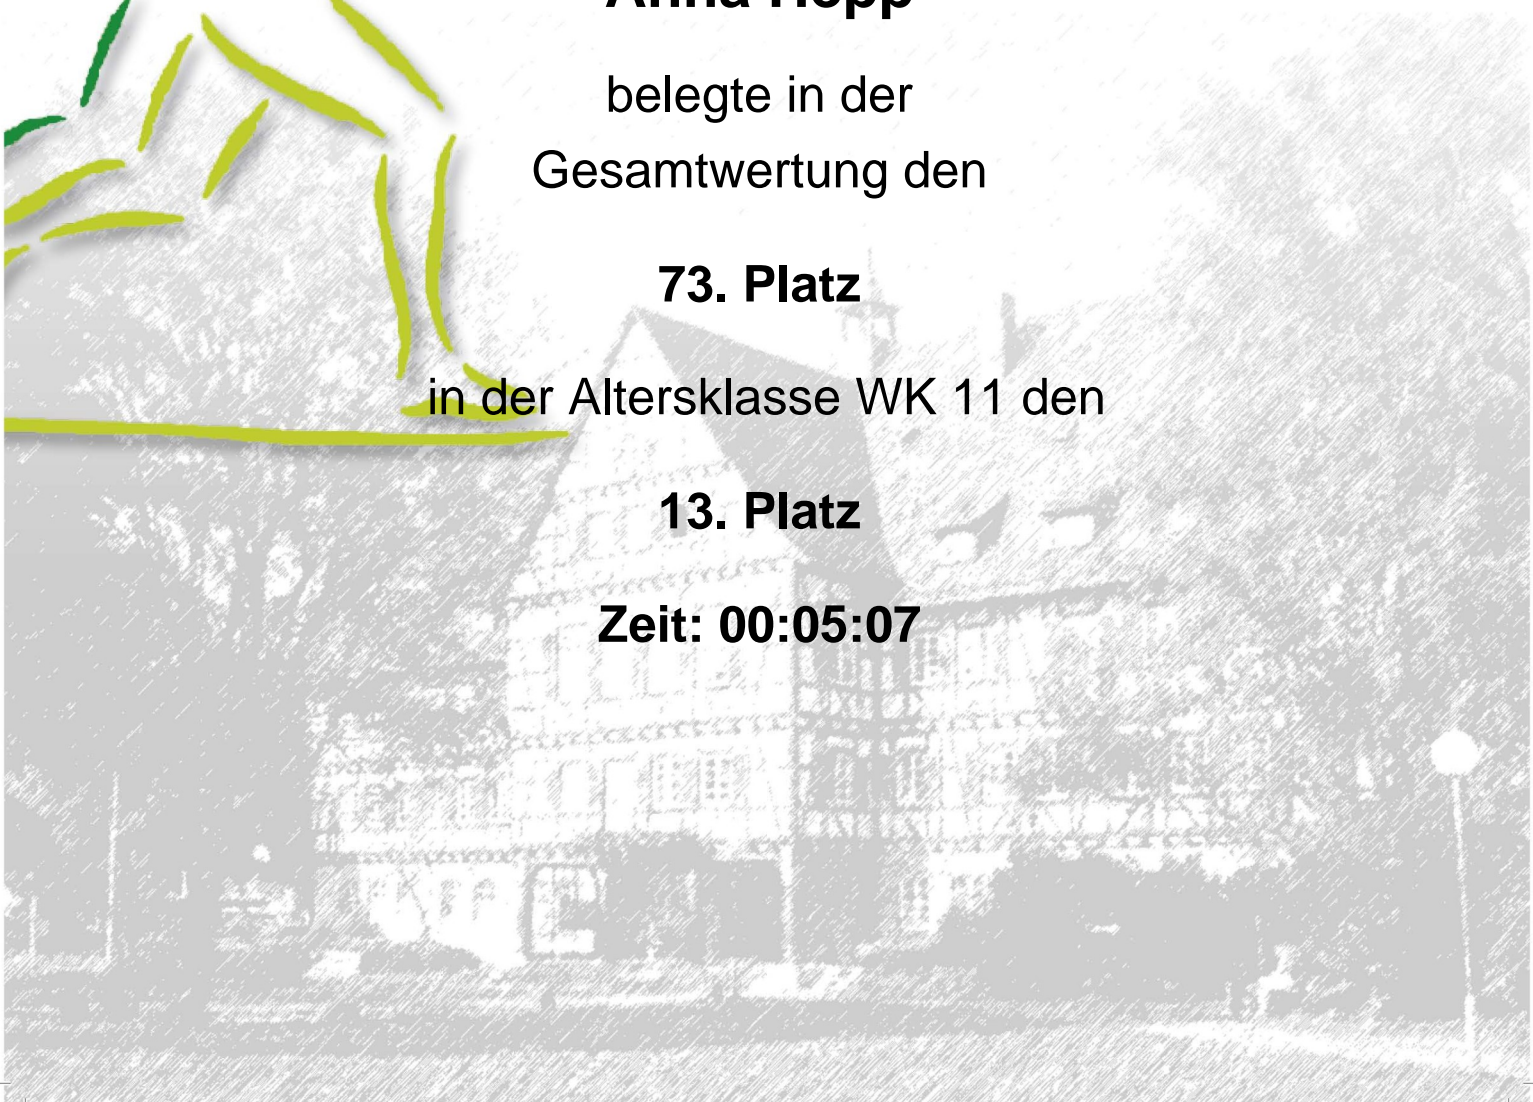 Anna
belegte in der
Gesamtwertung den
73. Platz
in der Altersklasse WK 11 den
13. Platz
Zeit: 00:05:07